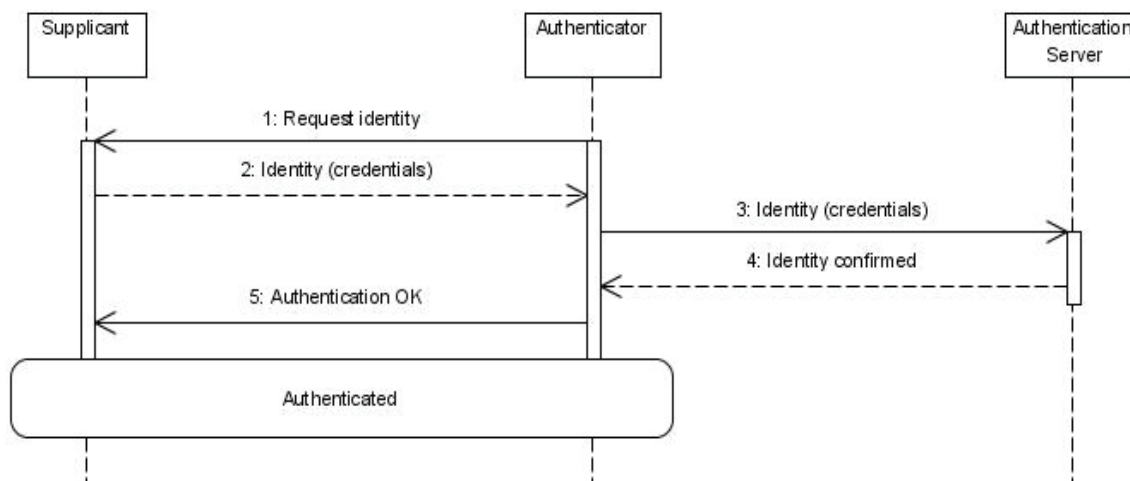 Supplicant
Authenticator
Authentication
Server
1: Request identity
2: Identity (credentials)
3: Identity (credentials)
4: Identity confirmed
5: Authentication OK
Authenticated